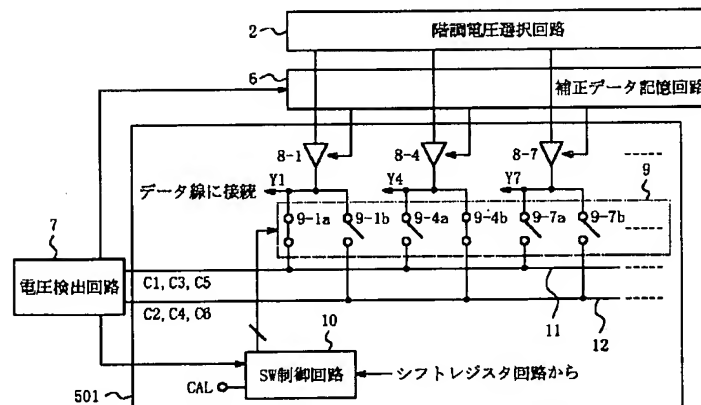 2
階調電圧選択回路
6
補正データ記憶回路
8-1
8-4
8-7
データ線に接続
Y1
Y4
Y7
9
7
9-1a
9-1b
9-4a
9-4b
9-7a
9-7b
電圧検出回路
C1, C3, C5
C2, C4, C6
11
12
10
SW制御回路
シフトレジスタ回路から
CAL
501